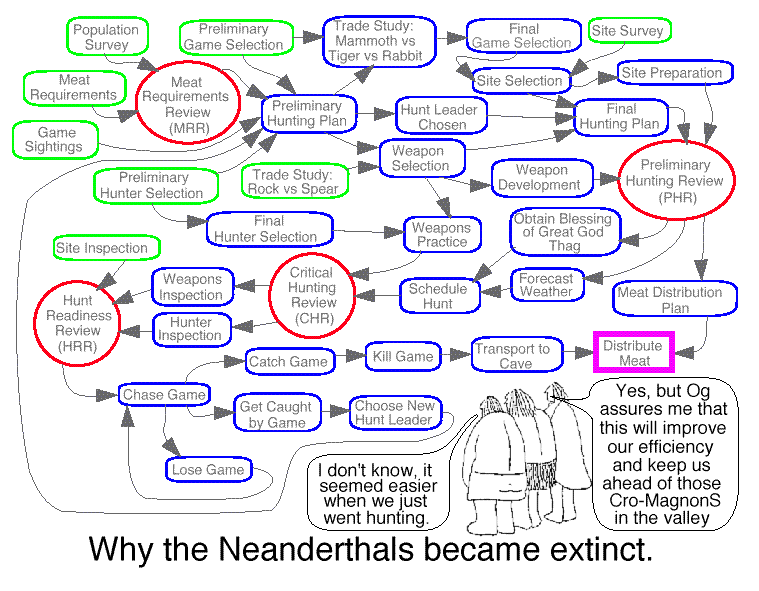 Population
Survey
Preliminary
Game Selection
Trade Study:
Mammoth vs
Tiger vs Rabbit
Final
Game Selection
Site Survey
Meat
Requirements
Meat
Requirements
Review
(MRR)
Preliminary
Hunting Plan
Hunt Leader
Chosen
Site Selection
Site Preparation
Final
Hunting Plan
Game
Sightings
Weapon
Selection
Preliminary
Hunter Selection
Trade Study:
Rock vs Spear
Weapon
Development
Preliminary
Hunting Review
(PHR)
Final
Hunter Selection
Weapons
Practice
Obtain Blessing
of Great God
Thag
Site Inspection
Weapons
Inspection
Critical
Hunting
Review
(CHR)
Schedule
Hunt
Forecast
Weather
Meat Distribution
Plan
Hunt
Readiness
Review
(HRR)
Hunter
Inspection
Catch Game
Kill Game
Transport to
Cave
Distribute
Meat
Chase Game
Get Caught
by Game
Choose New
Hunt Leader
Lose Game
I don't know, it
seemed easier
when we just
went hunting.
Yes, but Og
assures me that
this will improve
our efficiency
and keep us
ahead of those
Cro-MagnonS
in the valley
Why the Neanderthals became extinct.